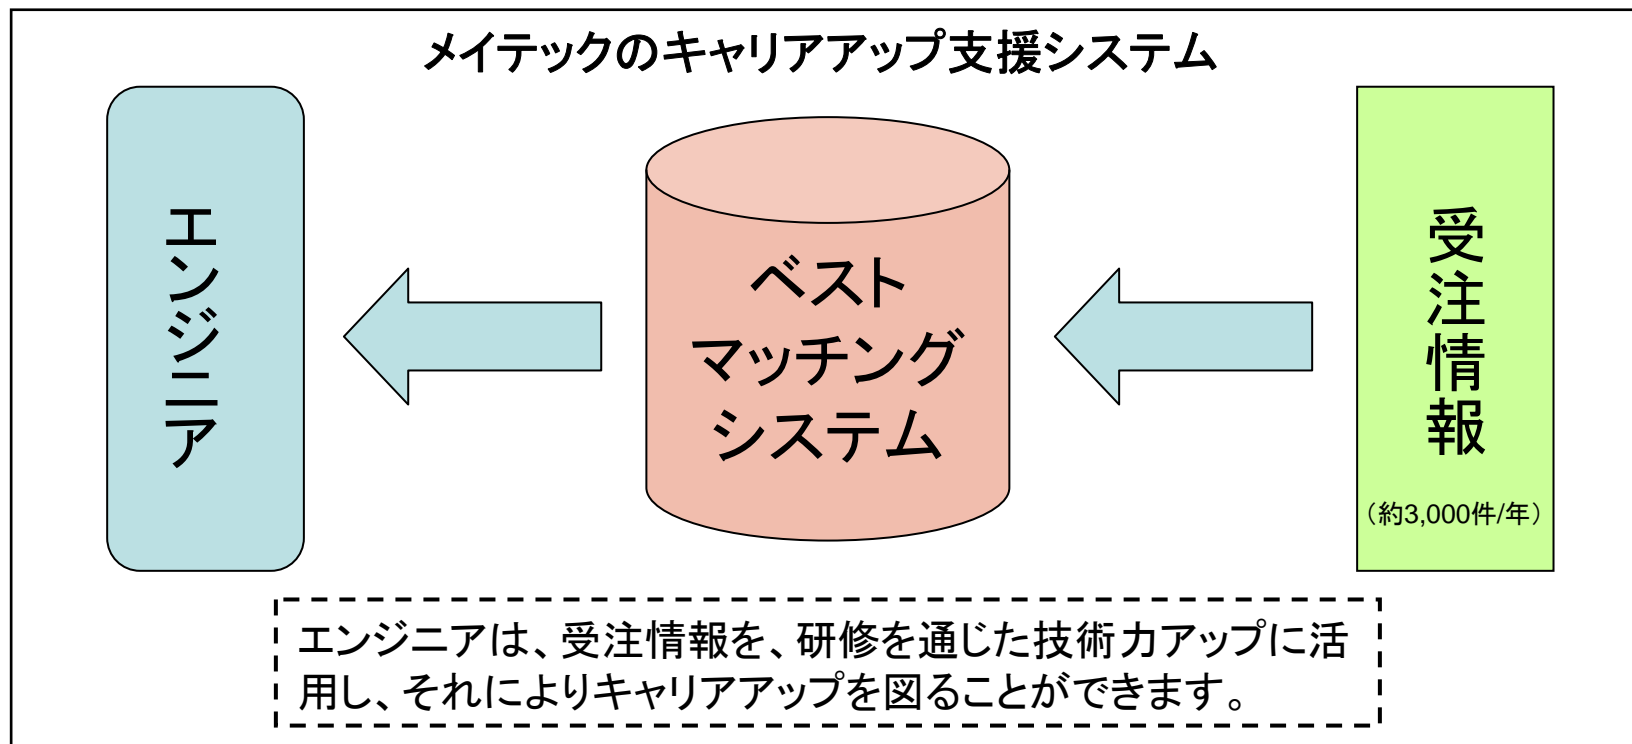 メイテックのキャリアアップ支援システム
エンジニア
ベスト
マッチング
システム
受注情報
（約3,000件/年）
エンジニアは、受注情報を、研修を通じた技術力アップに活
用し、それによりキャリアアップを図ることができます。